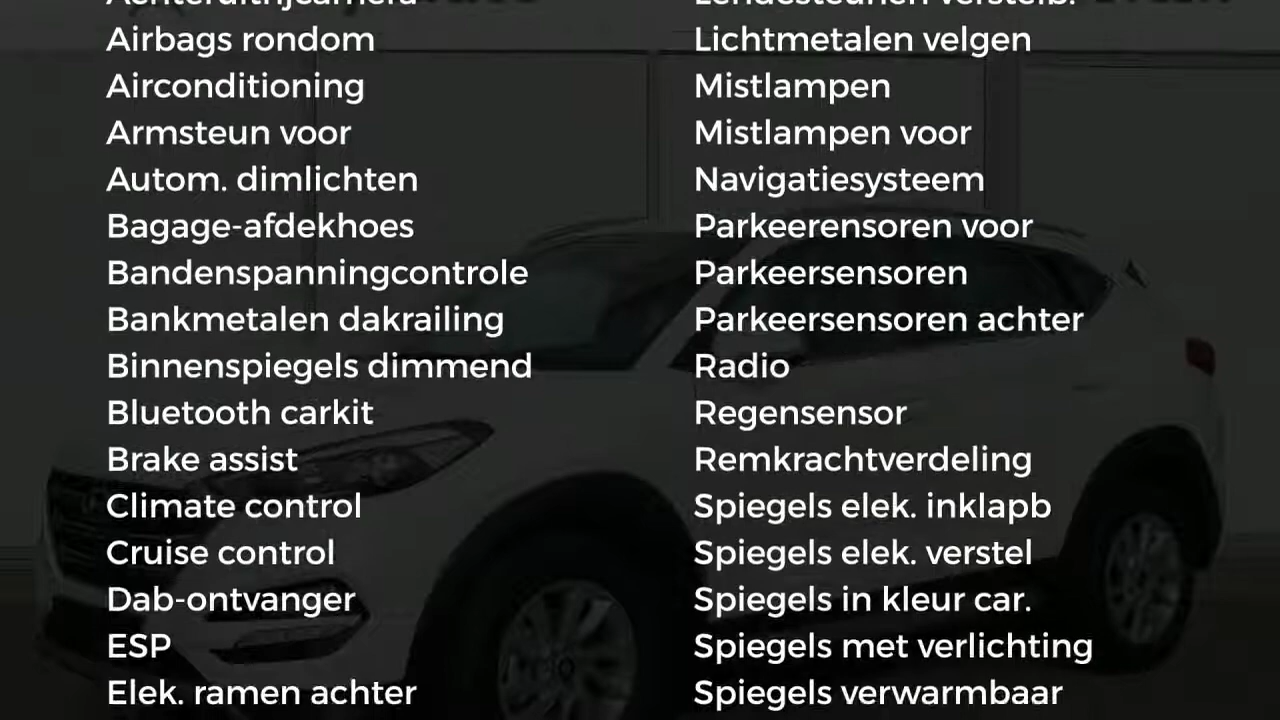 Airbags rondom
Airconditioning
Armsteun voor
Autom. dimlichten
Bagage-afdekhoes
Bandenspanningcontrole
Bankmetalen dakrailing
Binnenspiegels dimmend
Bluetooth carkit
Brake assist
Climate control
Cruise control
Dab-ontvanger
ESP
Elek. ramen achter
Lichtmetalen velgen
Mistlampen
Mistlampen voor
Navigatiesysteem
Parkeerensoren voor
Parkeersensoren
Parkeersensoren achter
Radio
Regensensor
Remkrachtverdeling
Spiegels elek. inklapb
Spiegels elek. verstel
Spiegels in kleur car.
Spiegels met verlichting
Spiegels verwarmbaar